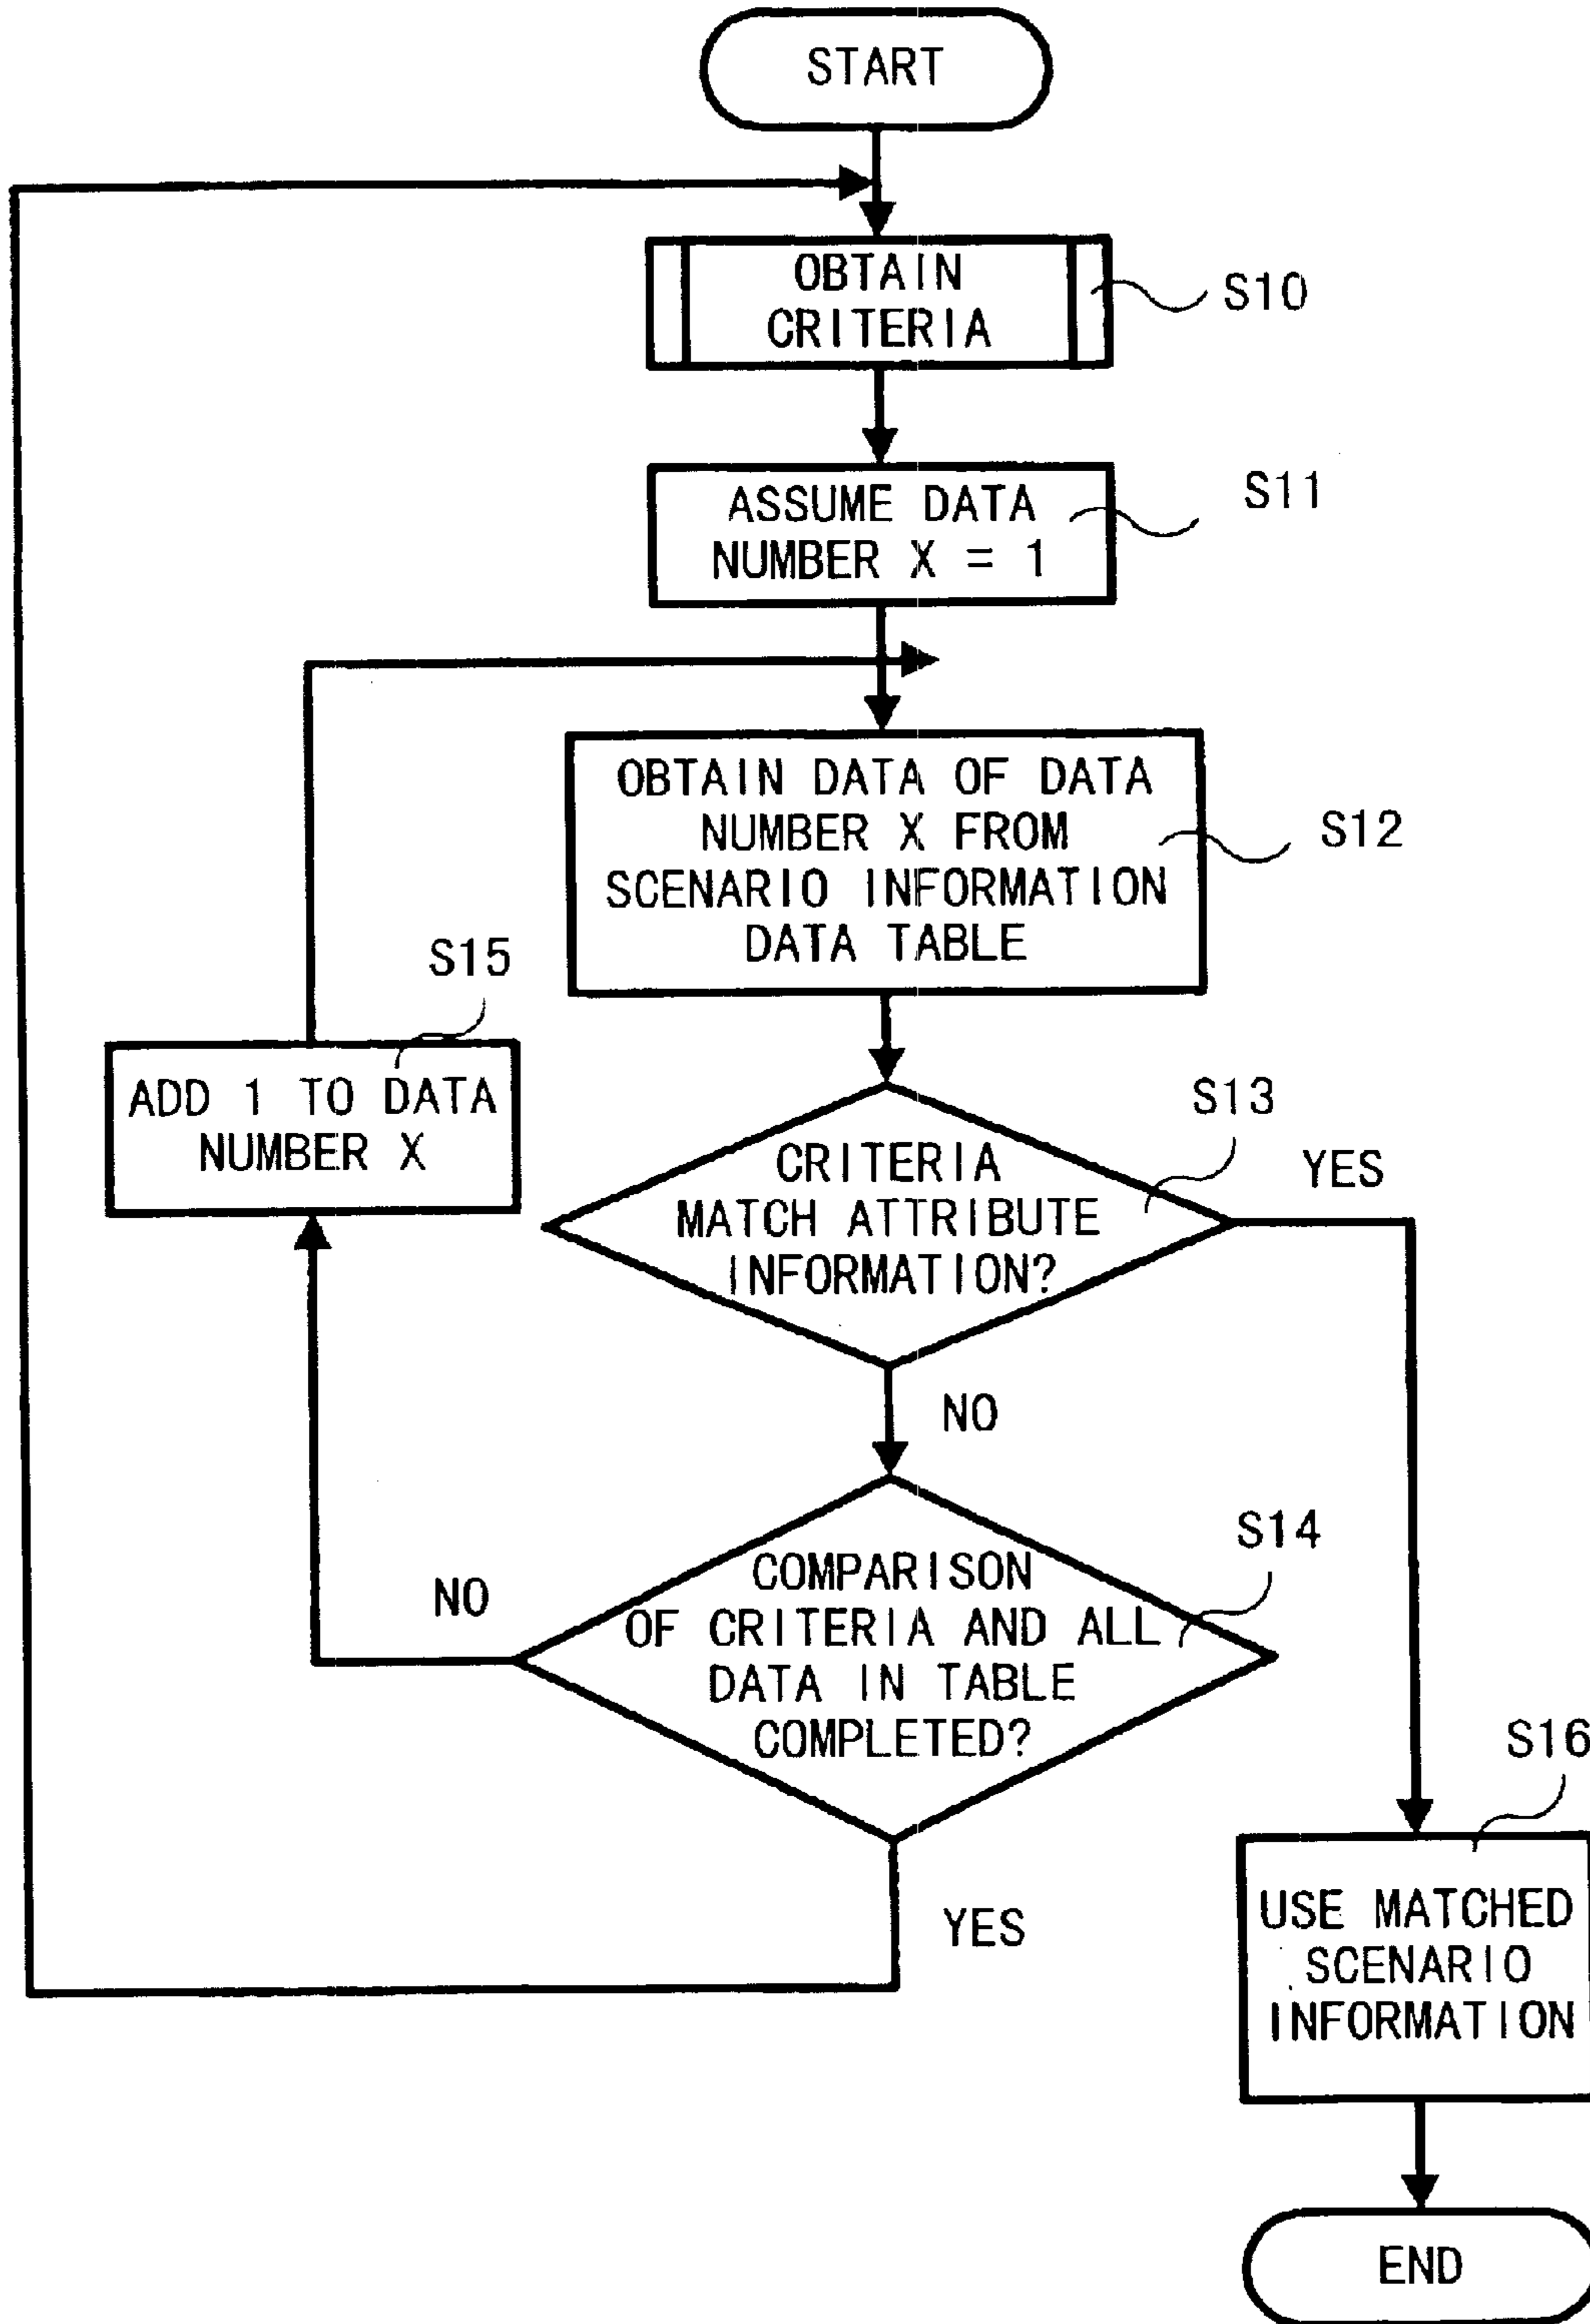 START
OBTAIN
CRITERIA
S10
ASSUME DATA
NUMBER X = 1
S11
OBTAIN DATA OF DATA
NUMBER X FROM
SCENARIO INFORMATION
DATA TABLE
S12
S15
ADD 1 TO DATA
NUMBER X
S13
CRITERIA
MATCH ATTRIBUTE
INFORMATION?
YES
NO
S14
COMPARISON
OF CRITERIA AND ALL
DATA IN TABLE
COMPLETED?
NO
YES
S16
USE MATCHED
SCENARIO
INFORMATION
END